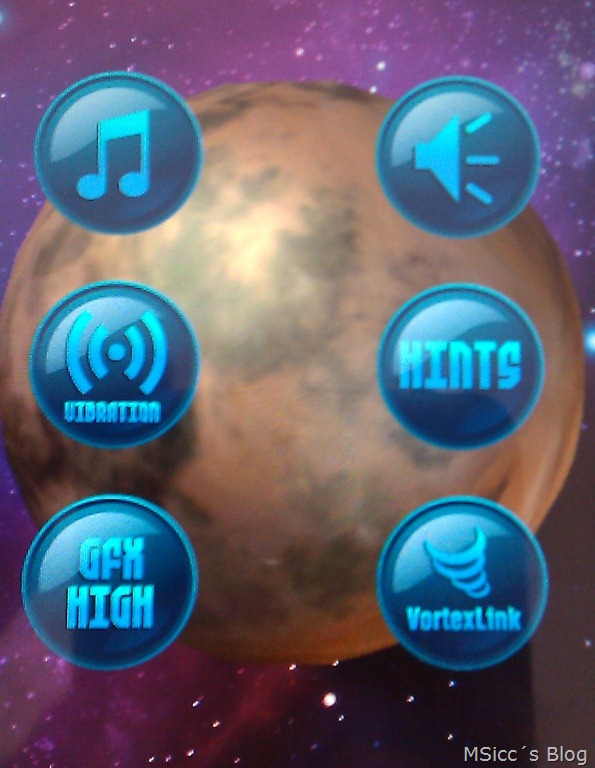 VIBRATION
HINTS
GFX
HIGH
VortexLink
MSicc´s Blog